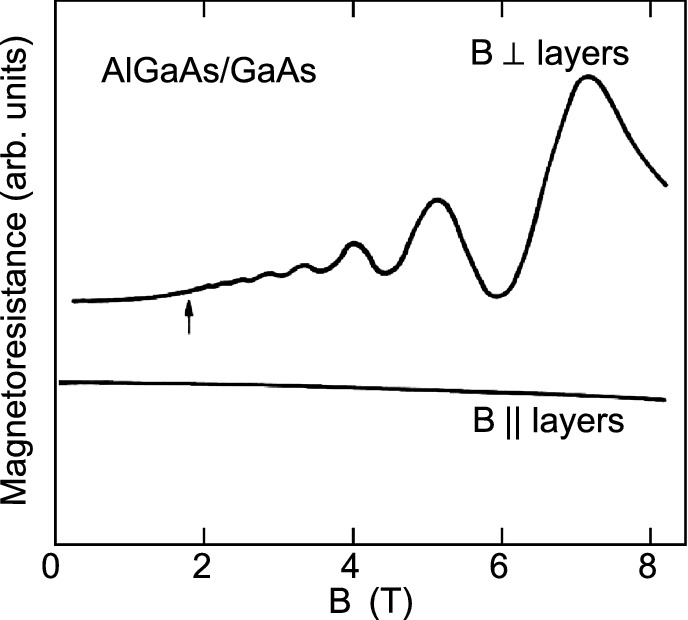 Magnetoresistance (arb. units)
AlGaAs/GaAs
B ⊥ layers
B || layers
0 2 4 6 8
B (T)